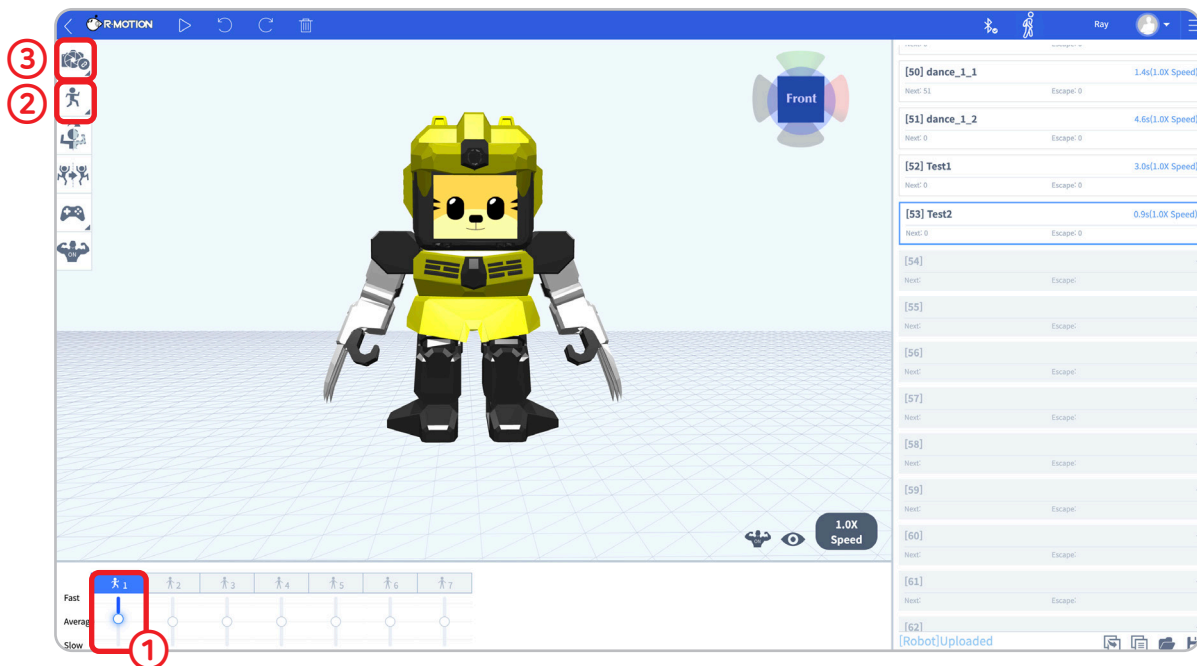 R-MOTION
Ray
③
②
ON
Front
1.0X
Speed
ON
[50] dance_1_1 1.4s(1.0X Speed)
Next: 51 Escape: 0
[51] dance_1_2 4.6s(1.0X Speed)
Next: 0 Escape: 0
[52] Test1 3.0s(1.0X Speed)
Next: 0 Escape: 0
[53] Test2 0.9s(1.0X Speed)
Next: 0 Escape: 0
[54]
Next: Escape:
[55]
Next: Escape:
[56]
Next: Escape:
[57]
Next: Escape:
[58]
Next: Escape:
[59]
Next: Escape:
[60]
Next: Escape:
[61]
Next: Escape:
[62]
[Robot]Uploaded
1 2 3 4 5 6 7
Fast
Averag
Slow
①